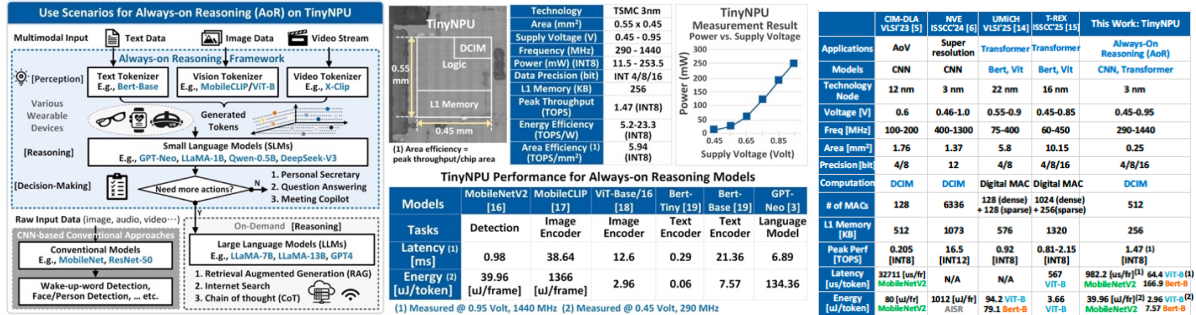 Use Scenarios for Always-on Reasoning (AoR) on TinyNPU
Multimodal Input
Text Data
Image Data
Video Stream
Always-on Reasoning Framework
[Perception]
Text Tokenizer
E.g., Bert-Base
Vision Tokenizer
E.g., MobileCLIP/ViT-B
Video Tokenizer
E.g., X-Clip
Various
Wearable
Devices
Generated
Tokens
[Reasoning]
Small Language Models (SLMs)
E.g., GPT-Neo, LLaMA-1B, Qwen-0.5B, DeepSeek-V3
[Decision-Making]
Need more actions?
N
Y
1. Personal Secretary
2. Question Answering
3. Meeting Copilot
Raw Input Data (image, audio, video…)
CNN-based Conventional Approaches
Conventional Models
E.g., MobileNet, ResNet-50
Wake-up-word Detection,
Face/Person Detection, … etc.
On-Demand [Reasoning]
Large Language Models (LLMs)
E.g., LLaMA-7B, LLaMA-13B, GPT4
1. Retrieval Augmented Generation (RAG)
2. Internet Search
3. Chain of thought (CoT)
TinyNPU
DCIM
Logic
L1 Memory
0.55
mm
0.45 mm
(1) Area efficiency =
peak throughput/chip area
Technology TSMC 3nm
Area (mm²) 0.55 x 0.45
Supply Voltage (V) 0.45 - 0.95
Frequency (MHz) 290 - 1440
Power (mW) (INT8) 11.5 - 253.5
Data Precision (bit) INT 4/8/16
L1 Memory (KB) 256
Peak Throughput (TOPS) 1.47 (INT8)
Energy Efficiency (TOPS/W) 5.2-23.3 (INT8)
Area Efficiency (1) (TOPS/mm²) 5.94 (INT8)
TinyNPU
Measurement Result
Power vs. Supply Voltage
Power (mW)
300
250
200
150
100
50
0
0.45 0.65 0.85
Supply Voltage (Volt)
TinyNPU Performance for Always-on Reasoning Models
Models MobileNetV2 [16] MobileCLIP [17] ViT-Base/16 [18] Bert-Tiny [19] Bert-Base [19] GPT-Neo [3]
Tasks Detection Image Encoder Image Encoder Text Encoder Text Encoder Language Model
Latency (1) [ms] 0.98 38.64 12.6 0.29 21.36 6.89
Energy (2) [uJ/token] 39.96 [uJ/frame] 1366 [uJ/frame] 2.96 0.06 7.57 134.36
(1) Measured @ 0.95 Volt, 1440 MHz (2) Measured @ 0.45 Volt, 290 MHz
CIM-DLA VLSI'23 [5] NVE ISSCC'24 [6] UMiCH VLSI'25 [14] T-REX ISSCC'25 [15] This Work: TinyNPU
Applications AoV Super resolution Transformer Transformer Always-On Reasoning (AoR)
Models CNN CNN Bert, Vit Bert, Vit CNN, Transformer
Technology Node 12 nm 3 nm 22 nm 16 nm 3 nm
Voltage [V] 0.6 0.46-1.0 0.55-0.9 0.45-0.85 0.45-0.95
Freq [MHz] 100-200 400-1300 75-400 60-450 290-1440
Area [mm²] 1.76 1.37 5.8 10.15 0.25
Precision [bit] 4/8 12 4/8 4/8/16 4/8/16
Computation DCIM DCIM Digital MAC Digital MAC DCIM
# of MACs 128 6336 128 (dense) + 128 (sparse) 1024 (dense) +256(sparse) 512
L1 Memory [KB] 512 1073 576 1320 256
Peak Perf [TOPS] 0.205 [INT8] 16.5 [INT8] 0.92 [INT8] 0.81-2.15 [INT8] 1.47 (1) [INT8]
Latency [us/token] 32711 [us/fr] MobileNetV2 N/A N/A 567 ViT-B 982.2 [us/fr](1) MobileNetV2 64.4 ViT-B (1) 166.9 Bert-B
Energy [uJ/token] 80 [uJ/fr] MobileNetV2 1012 [uJ/fr] AISR 94.2 ViT-B 79.1 Bert-B 3.66 ViT-B 39.96 [uJ/fr](2) MobileNetV2 2.96 ViT-B(2) 7.57 Bert-B